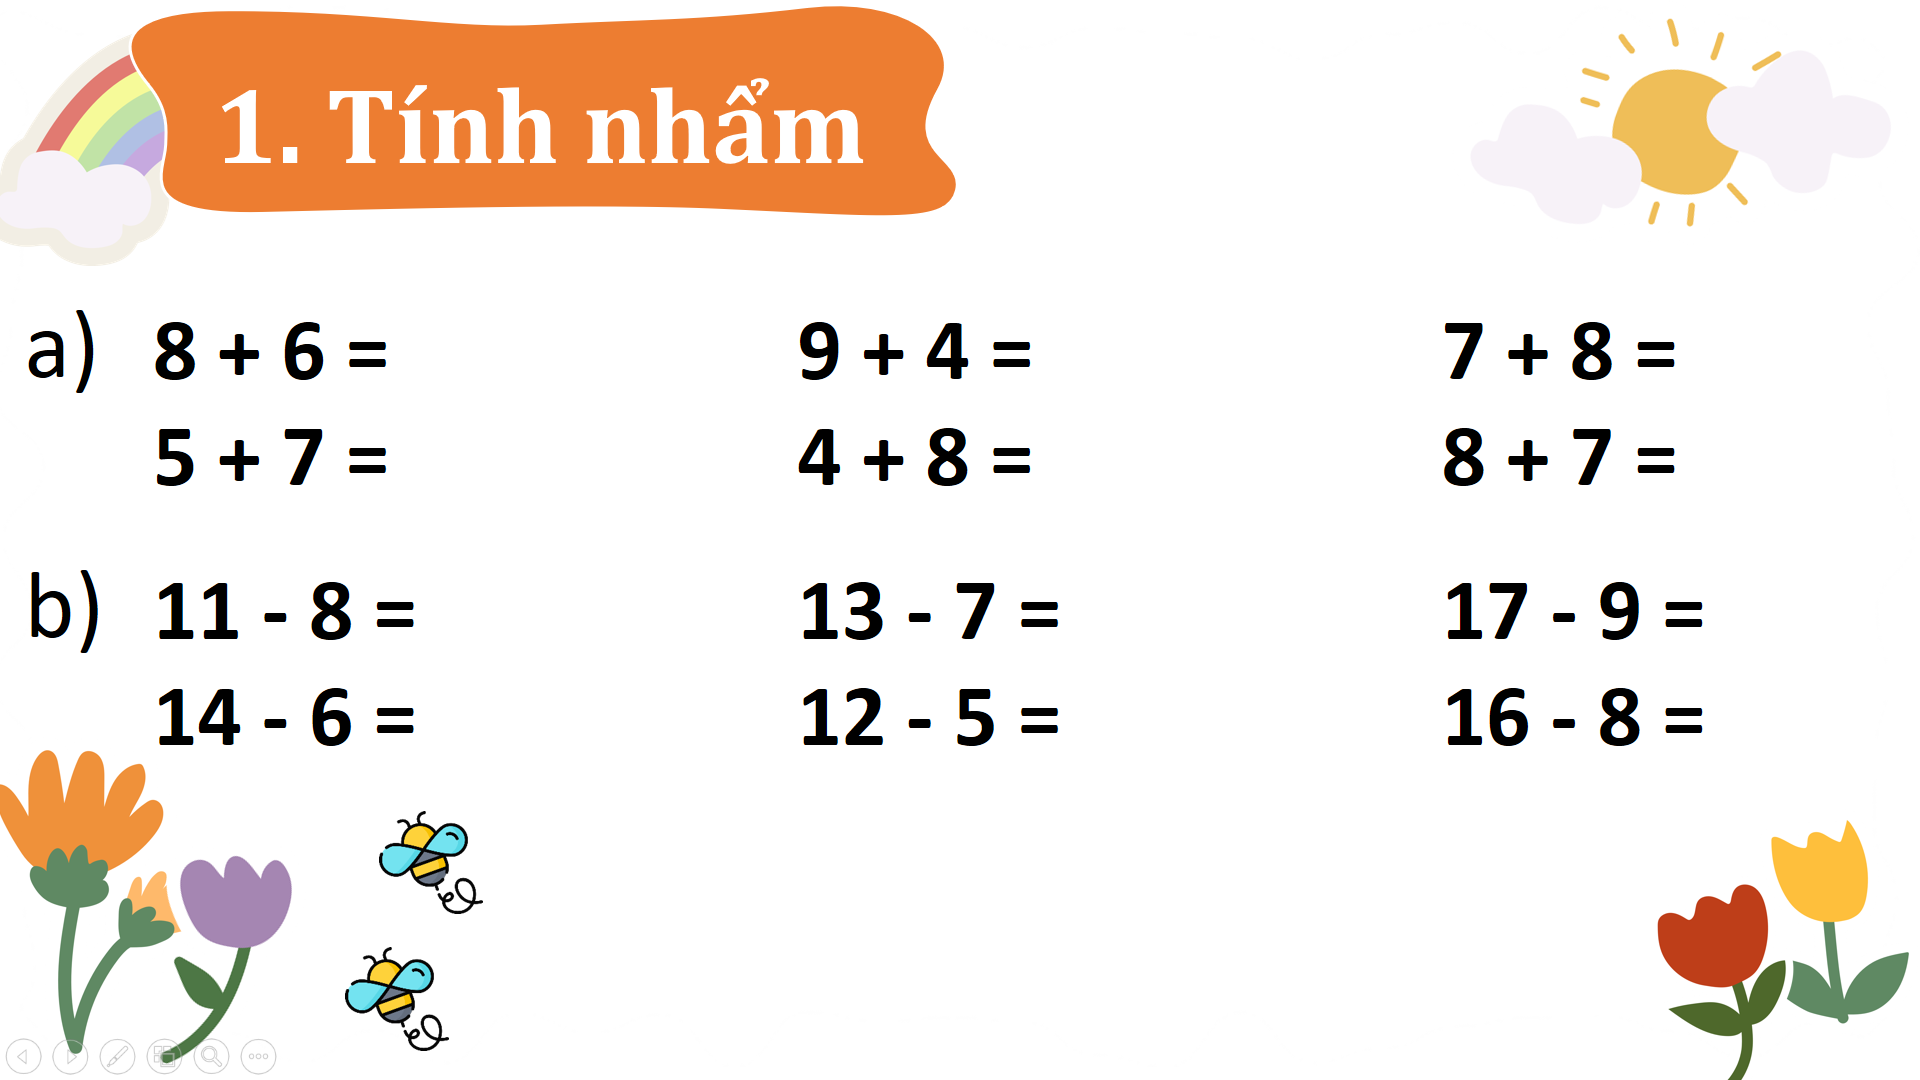 1. Tính nhẩm
a) 8 + 6 = 9 + 4 = 7 + 8 =
5 + 7 = 4 + 8 = 8 + 7 =
b) 11 - 8 = 13 - 7 = 17 - 9 =
14 - 6 = 12 - 5 = 16 - 8 =